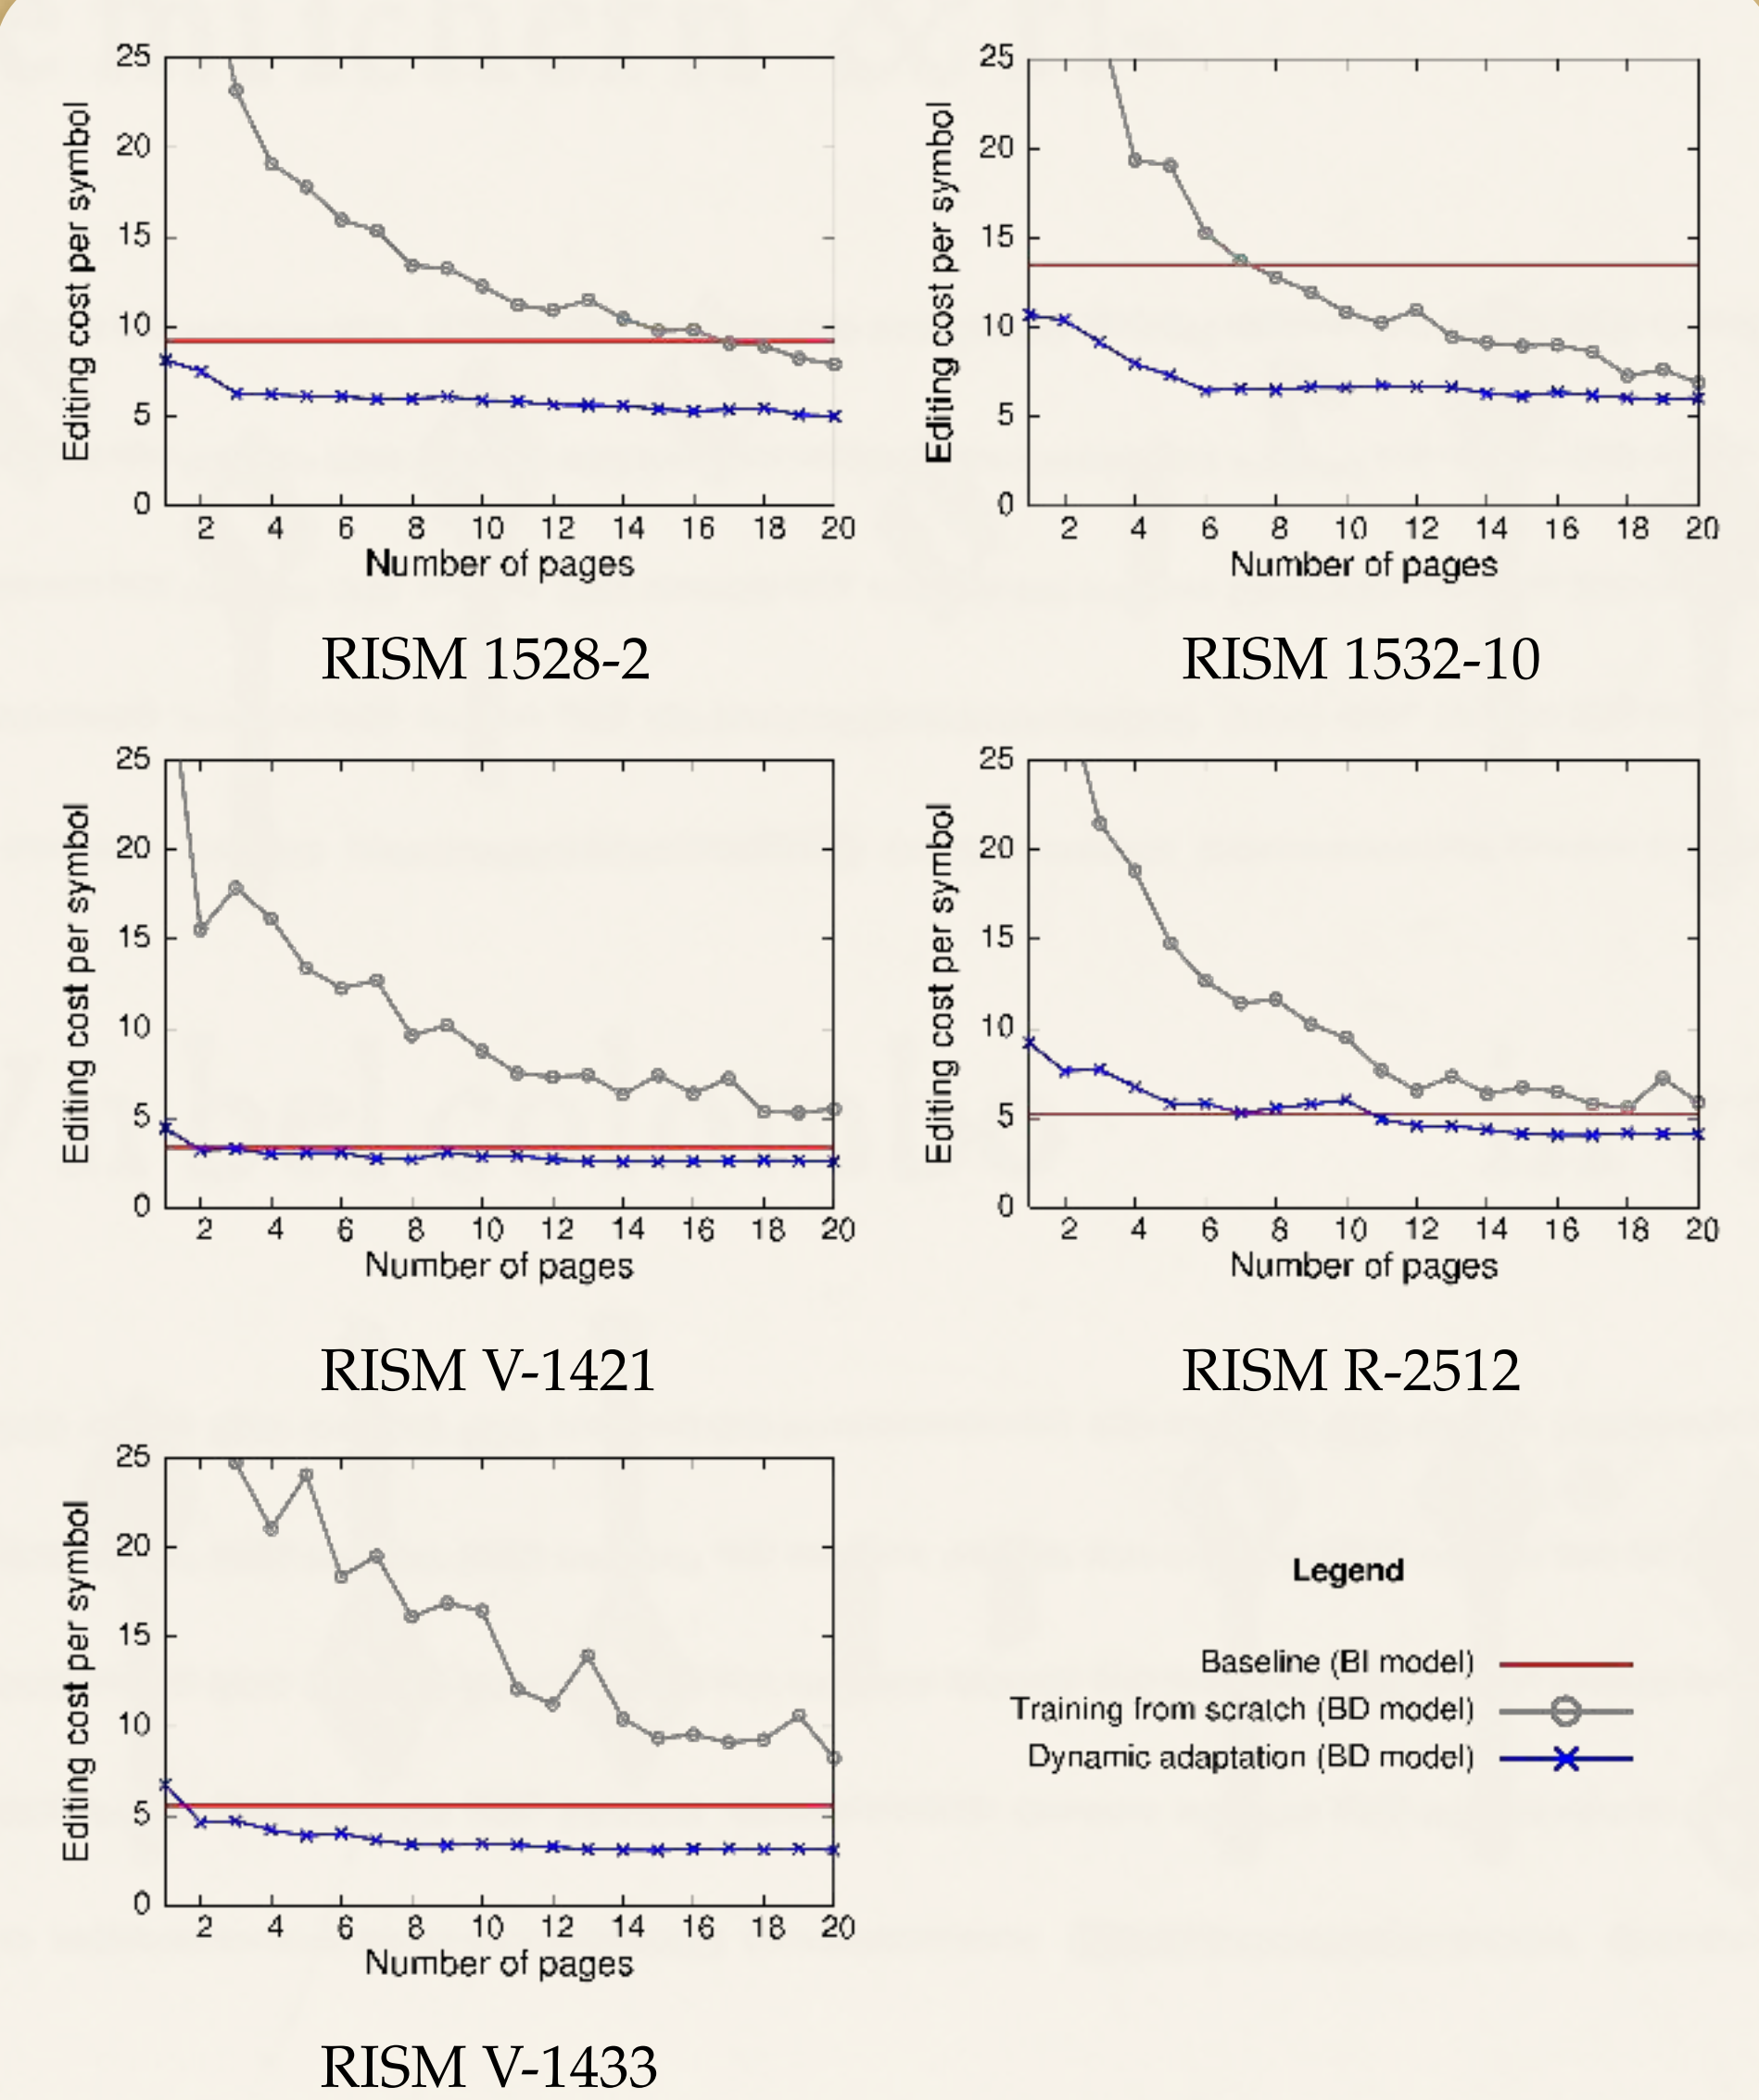 25
20
15
10
5
0
Editing cost per symbol
2 4 6 8 10 12 14 16 18 20
Number of pages
RISM 1528-2
25
20
15
10
5
0
Editing cost per symbol
2 4 6 8 10 12 14 16 18 20
Number of pages
RISM 1532-10
25
20
15
10
5
0
Editing cost per symbol
2 4 6 8 10 12 14 16 18 20
Number of pages
RISM V-1421
25
20
15
10
5
0
Editing cost per symbol
2 4 6 8 10 12 14 16 18 20
Number of pages
RISM R-2512
25
20
15
10
5
0
Editing cost per symbol
2 4 6 8 10 12 14 16 18 20
Number of pages
RISM V-1433
Legend
Baseline (BI model)
Training from scratch (BD model)
Dynamic adaptation (BD model)